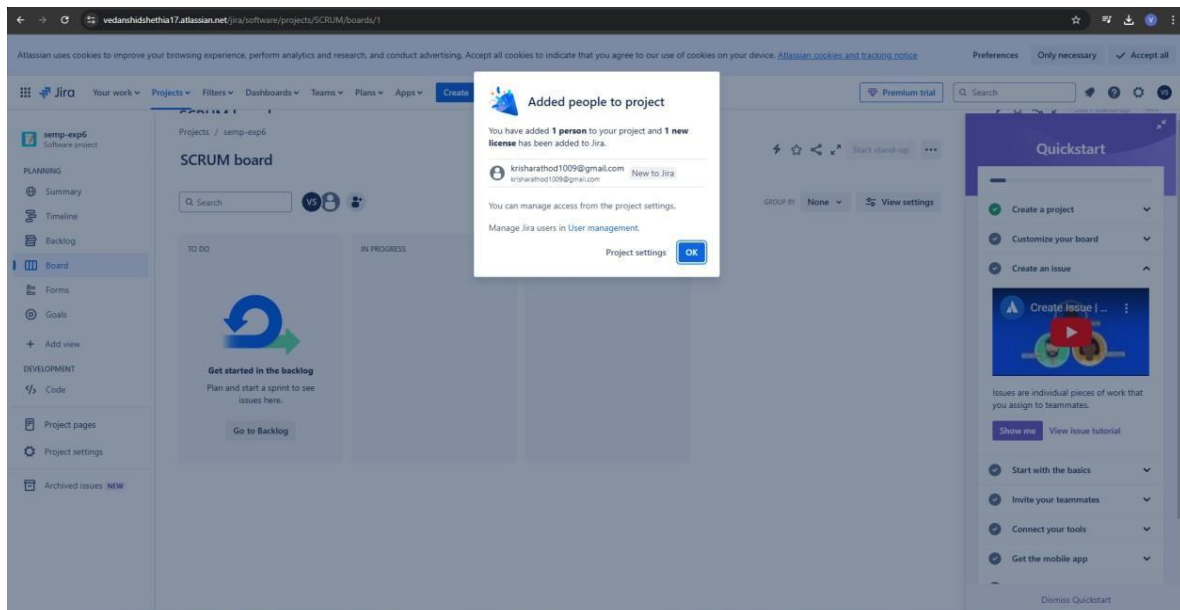 vedanshidshethia17.atlassian.net/jira/software/projects/SCRUM/boards/1
Atlassian uses cookies to improve your browsing experience, perform analytics and research, and conduct advertising. Accept all cookies to indicate that you agree to our use of cookies on your device. Atlassian cookies and tracking notice
Preferences Only necessary Accept all
Jira Your work Projects Filters Dashboards Teams Plans Apps Create
Premium trial Search VS
semp-exp6
Software project
PLANNING
Summary
Timeline
Backlog
Board
Forms
Goals
Add view
DEVELOPMENT
Code
Project pages
Project settings
Archived issues NEW
Projects / semp-exp6
SCRUM board
Start stand-up
Search VS
GROUP BY None View settings
TO DO IN PROGRESS
Get started in the backlog
Plan and start a sprint to see
issues here.
Go to Backlog
Added people to project
You have added 1 person to your project and 1 new
license has been added to Jira.
krisharathod1009@gmail.com New to Jira
krisharathod1009@gmail.com
You can manage access from the project settings.
Manage Jira users in User management.
Project settings OK
Quickstart
Create a project
Customize your board
Create an issue
Create Issue | ...
Issues are individual pieces of work that
you assign to teammates.
Show me View issue tutorial
Start with the basics
Invite your teammates
Connect your tools
Get the mobile app
Dismiss Quickstart